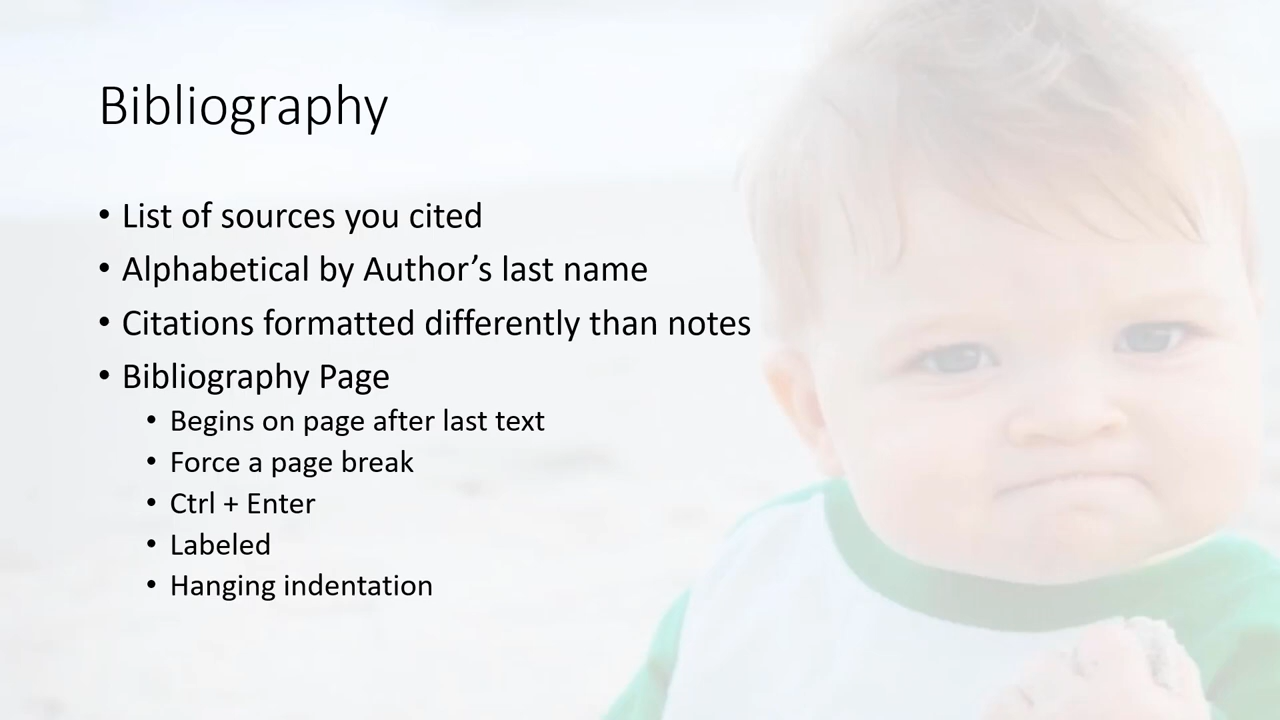 Bibliography
• List of sources you cited
• Alphabetical by Author’s last name
• Citations formatted differently than notes
• Bibliography Page
• Begins on page after last text
• Force a page break
• Ctrl + Enter
• Labeled
• Hanging indentation